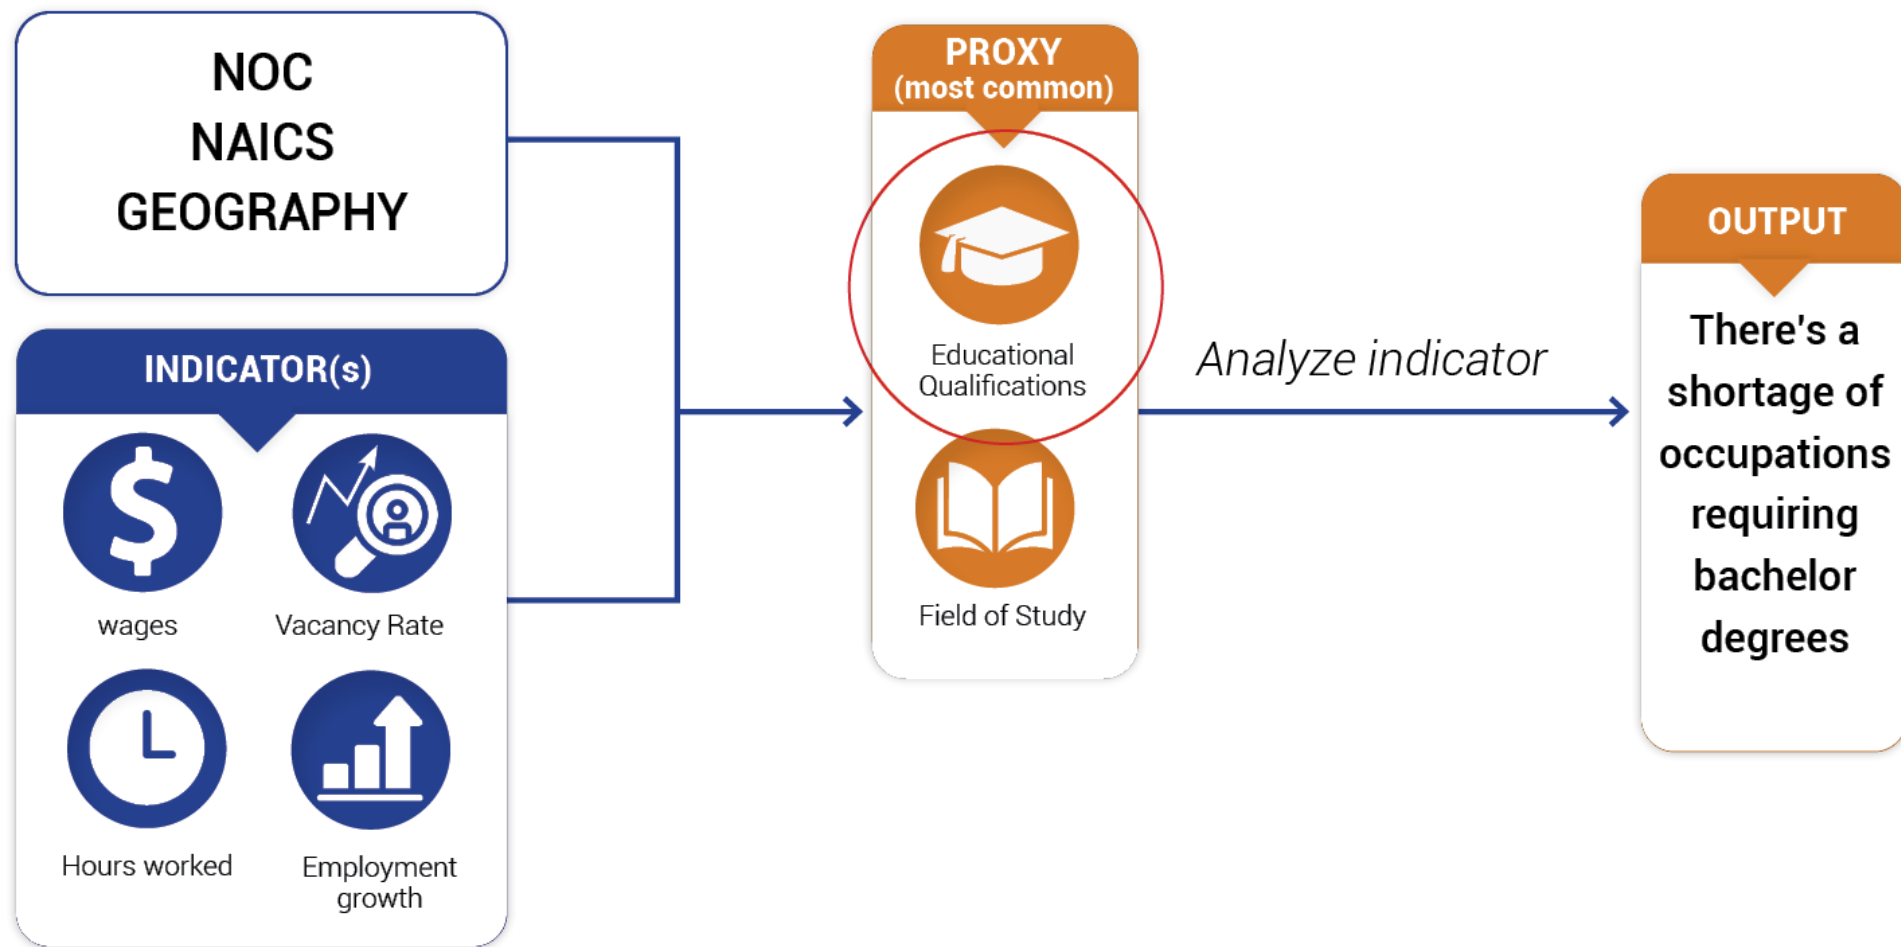 NOC
NAICS
GEOGRAPHY
INDICATOR(s)
wages
Vacancy Rate
Hours worked
Employment
growth
PROXY
(most common)
Educational
Qualifications
Field of Study
Analyze indicator
OUTPUT
There's a
shortage of
occupations
requiring
bachelor
degrees